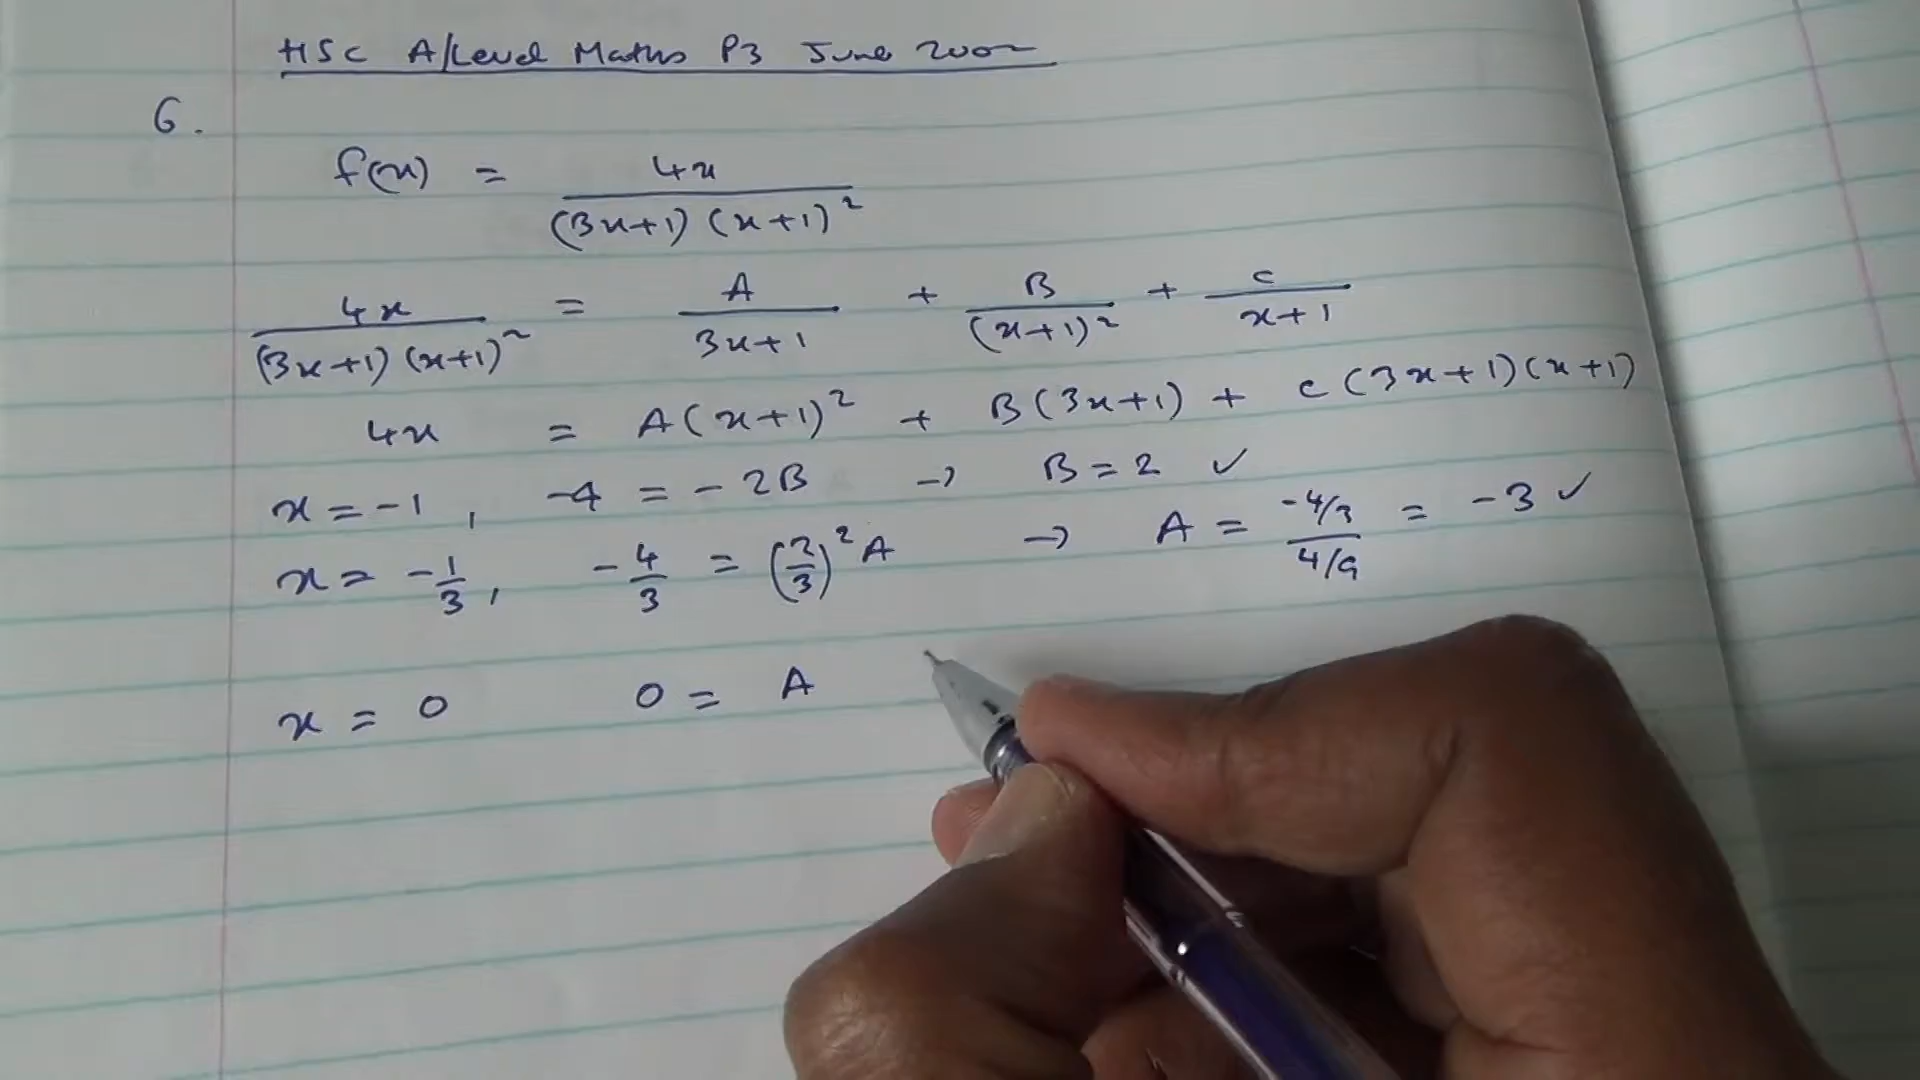 HSC A/Level Maths P3 June 2002
6.
f(x) = 4x / (3x+1)(x+1)²
4x / (3x+1)(x+1)² = A / 3x+1 + B / (x+1)² + C / x+1
4x = A(x+1)² + B(3x+1) + C(3x+1)(x+1)
x = -1, -4 = -2B → B = 2 ✓
x = -1/3, -4/3 = (2/3)² A → A = -4/3 / 4/9 = -3 ✓
x = 0 0 = A